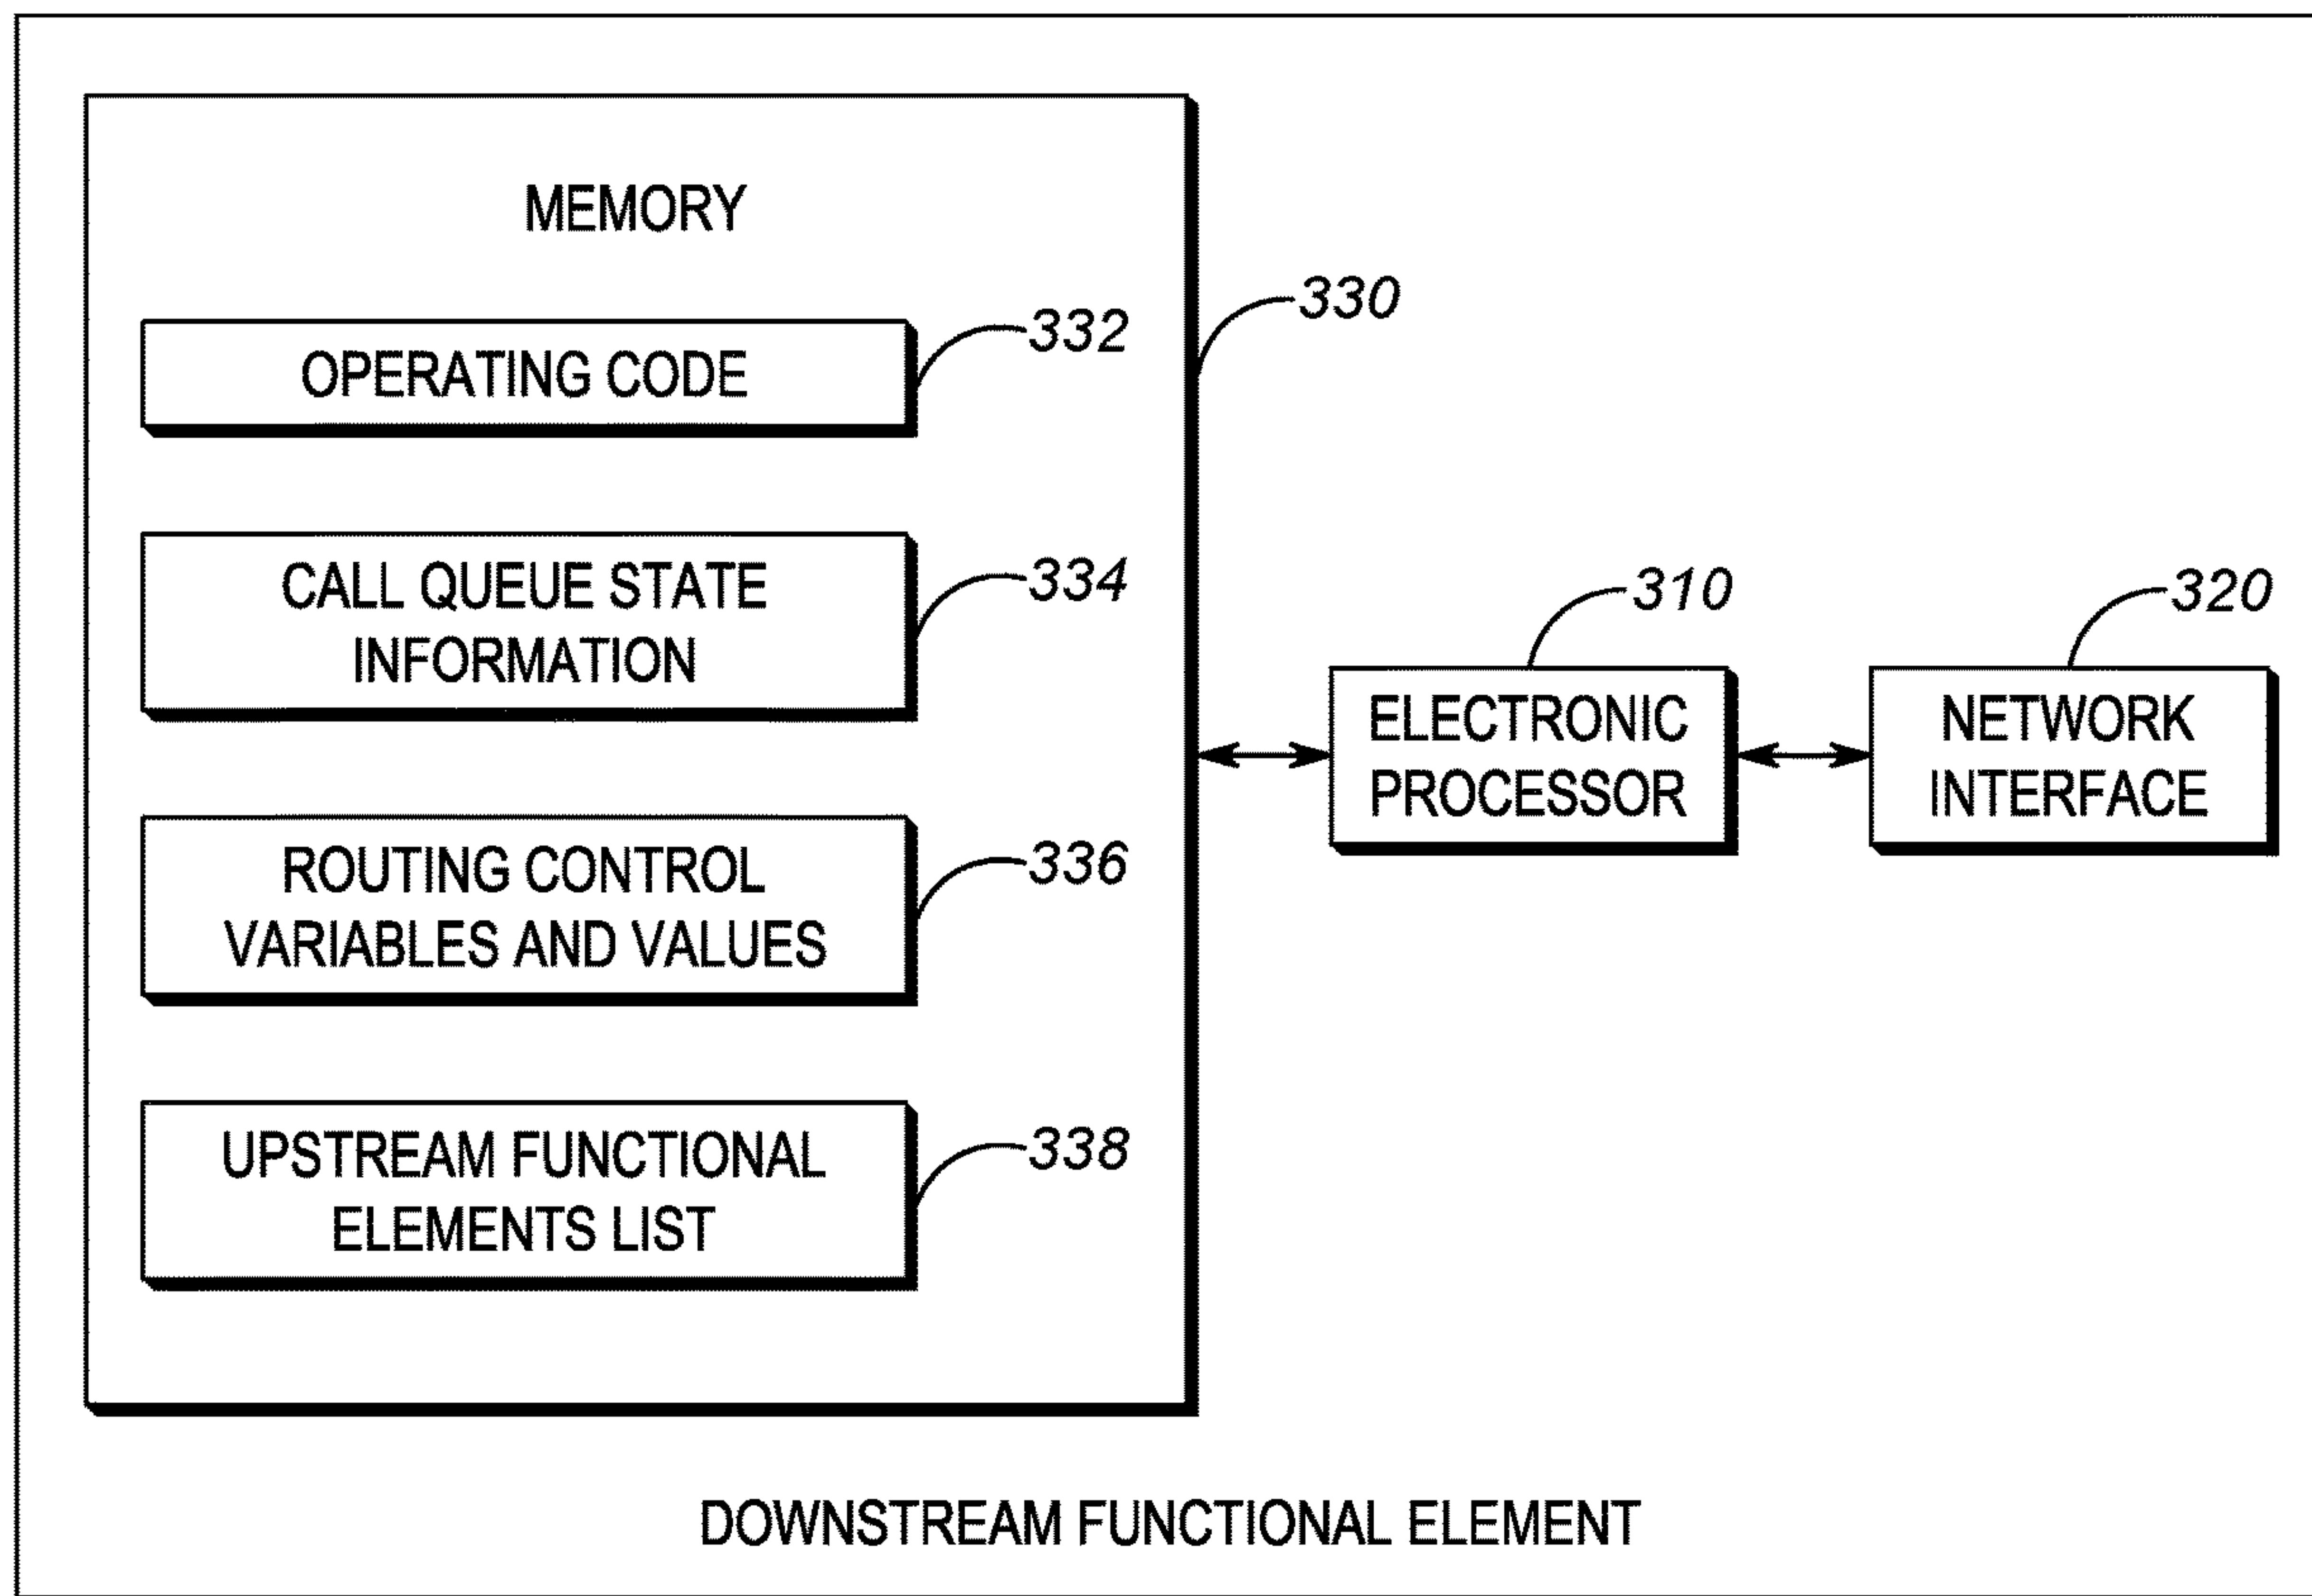 MEMORY
330
OPERATING CODE
332
CALL QUEUE STATE
INFORMATION
334
ROUTING CONTROL
VARIABLES AND VALUES
336
UPSTREAM FUNCTIONAL
ELEMENTS LIST
338
310
ELECTRONIC
PROCESSOR
320
NETWORK
INTERFACE
DOWNSTREAM FUNCTIONAL ELEMENT